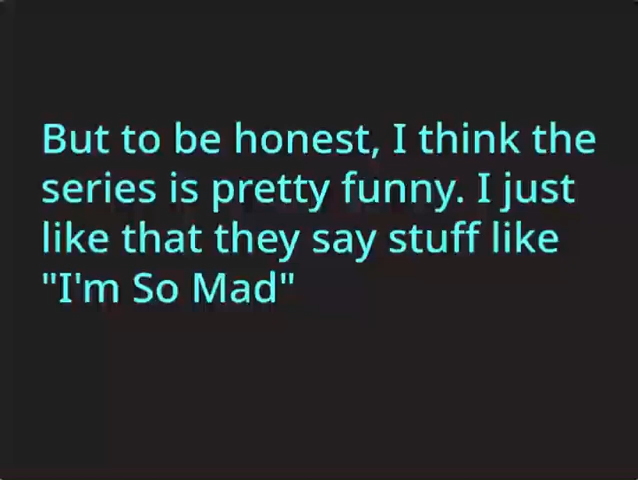 But to be honest, I think the
series is pretty funny. I just
like that they say stuff like
"I'm So Mad"